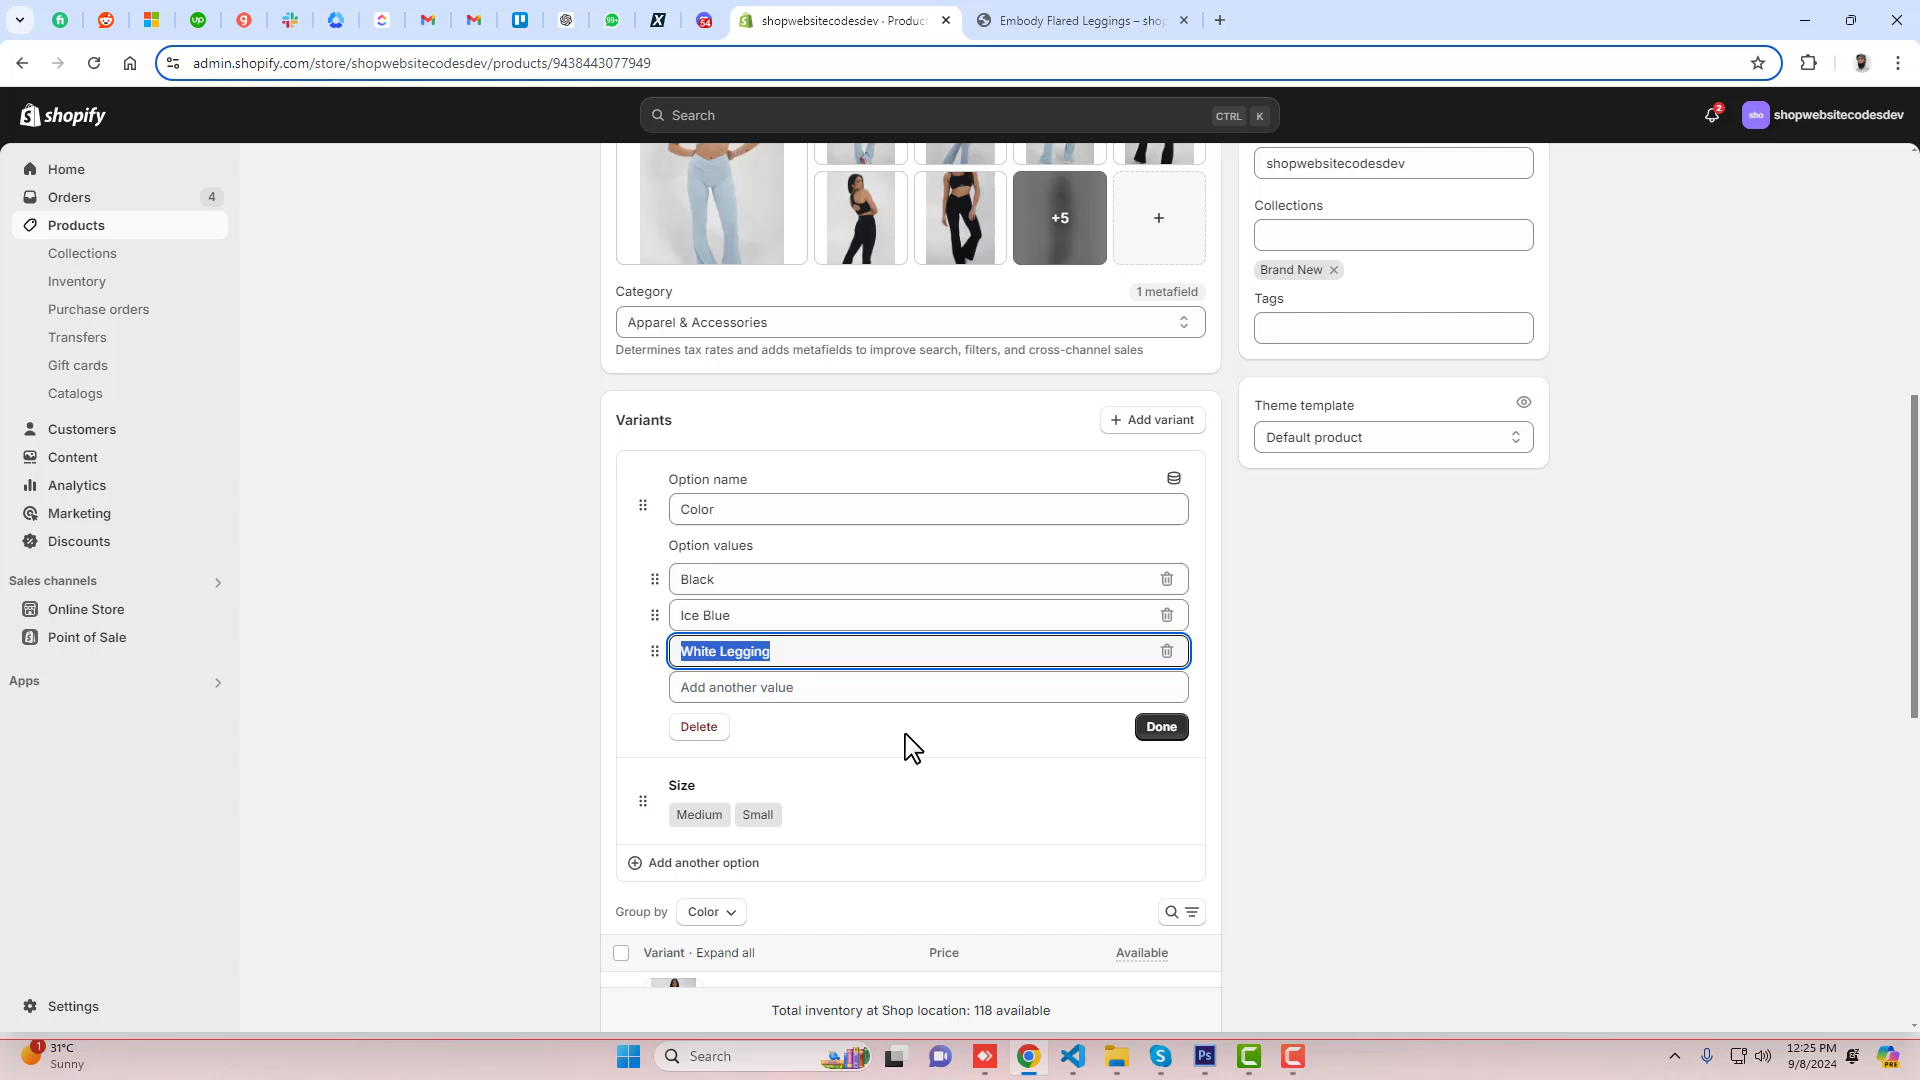 shopwebsitecodesdev · Produc
Embody Flared Leggings – shop
admin.shopify.com/store/shopwebsitecodesdev/products/9438443077949
shopify
Search
CTRL K
2
sho
shopwebsitecodesdev
Home
Orders 4
Products
Collections
Inventory
Purchase orders
Transfers
Gift cards
Catalogs
Customers
Content
Analytics
Marketing
Discounts
Sales channels
Online Store
Point of Sale
Apps
Settings
+5
Category
1 metafield
Apparel & Accessories
Determines tax rates and adds metafields to improve search, filters, and cross-channel sales
Variants
Add variant
Option name
Color
Option values
Black
Ice Blue
White Legging
Add another value
Delete
Done
Size
Medium Small
Add another option
Group by Color
Variant · Expand all
Price
Available
Total inventory at Shop location: 118 available
shopwebsitecodesdev
Collections
Brand New
Tags
Theme template
Default product
1
31°C
Sunny
Search
12:25 PM
9/8/2024